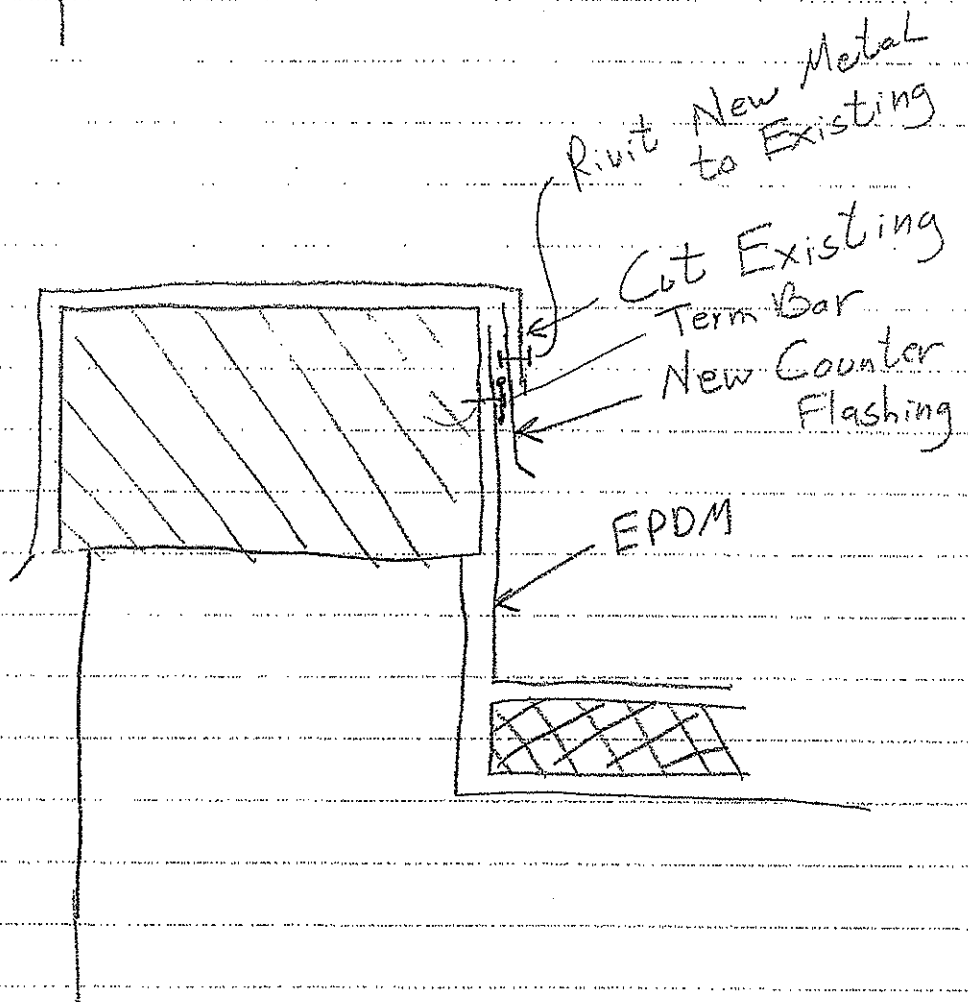 Rivit New Metal
to Existing
Cut Existing
Term Bar
New Counter
Flashing
EPDM